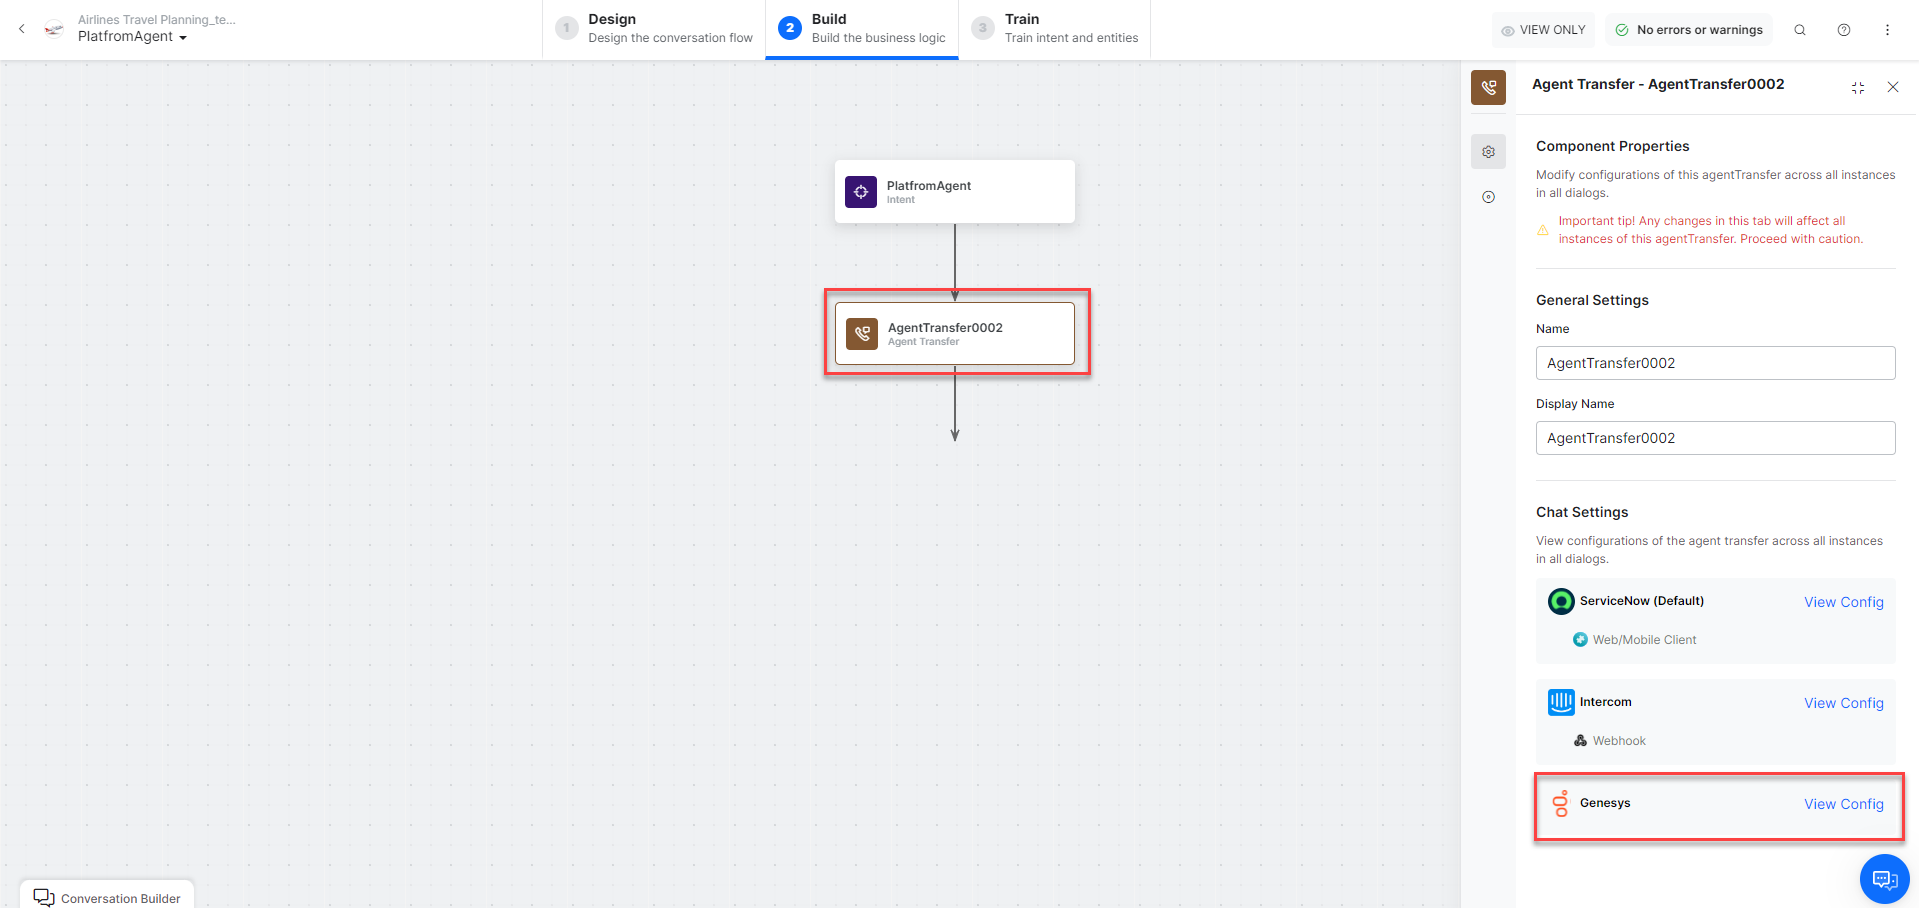 Airlines Travel Planning_te...
PlatfromAgent
1
Design
Design the conversation flow
2
Build
Build the business logic
3
Train
Train intent and entities
VIEW ONLY
No errors or warnings
PlatfromAgent
Intent
AgentTransfer0002
Agent Transfer
Conversation Builder
Agent Transfer - AgentTransfer0002
Component Properties
Modify configurations of this agentTransfer across all instances
in all dialogs.
Important tip! Any changes in this tab will affect all
instances of this agentTransfer. Proceed with caution.
General Settings
Name
AgentTransfer0002
Display Name
AgentTransfer0002
Chat Settings
View configurations of the agent transfer across all instances
in all dialogs.
ServiceNow (Default)
View Config
Web/Mobile Client
Intercom
View Config
Webhook
Genesys
View Config